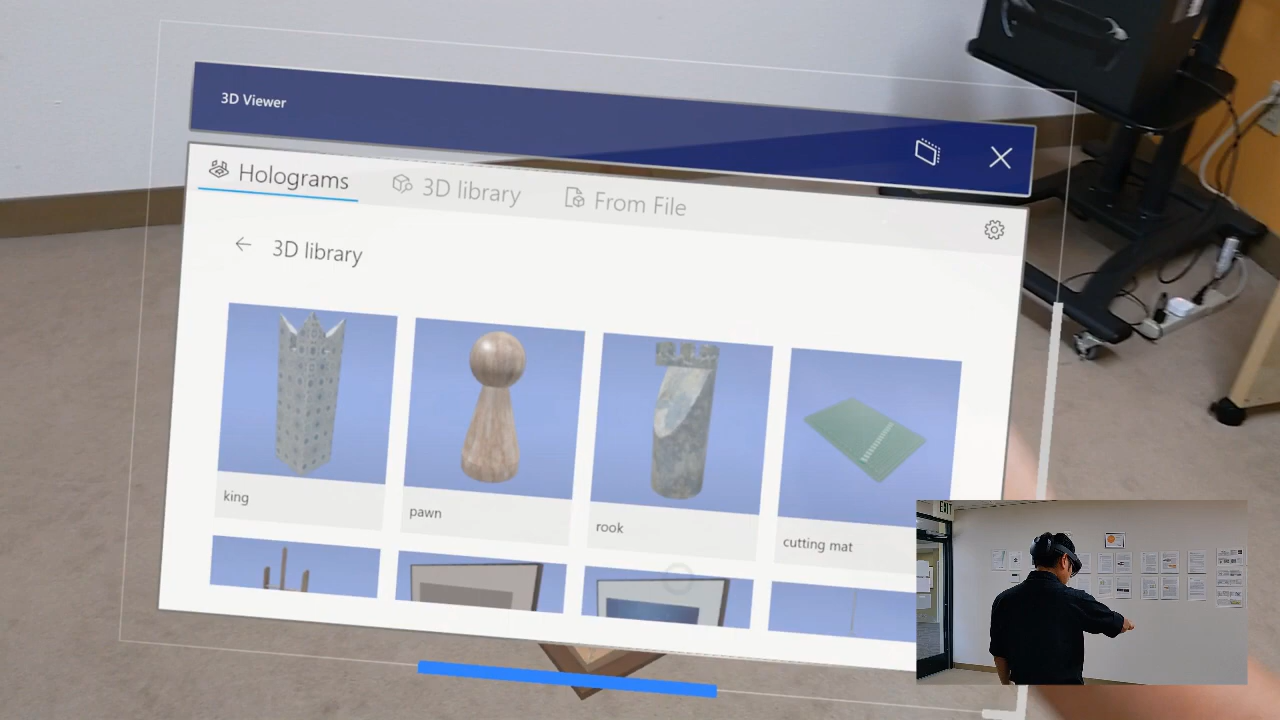 3D Viewer
Holograms
3D library
From File
3D library
king
pawn
rook
cutting mat
EXIT